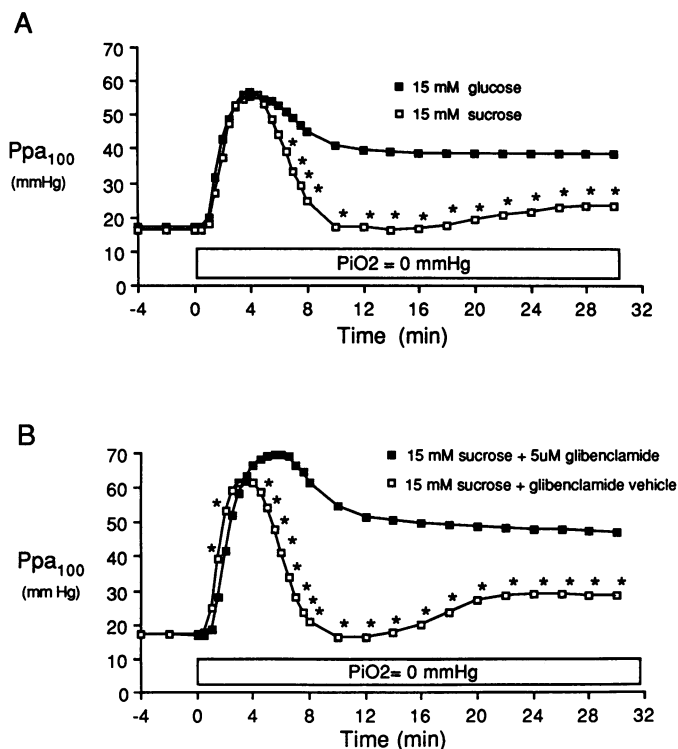 A
70
60
50
40
30
20
10
0
Ppa100
(mmHg)
15 mM glucose
15 mM sucrose
* * * * * * * * * * * * * * *
PiO2 = 0 mmHg
-4 0 4 8 12 16 20 24 28 32
Time (min)
B
70
60
50
40
30
20
10
0
Ppa100
(mm Hg)
15 mM sucrose + 5uM glibenclamide
15 mM sucrose + glibenclamide vehicle
PiO2= 0 mmHg
-4 0 4 8 12 16 20 24 28 32
Time (min)